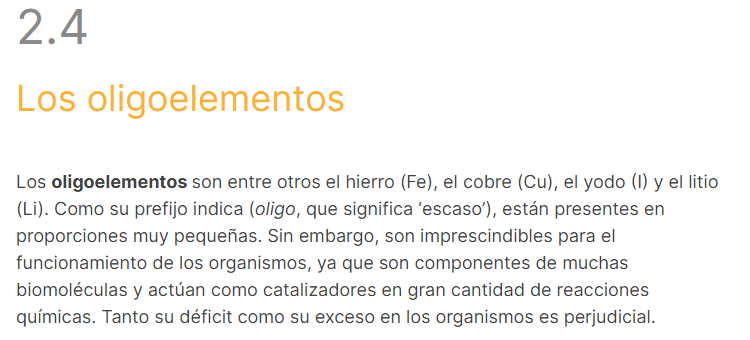 2.4
Los oligoelementos
Los oligoelementos son entre otros el hierro (Fe), el cobre (Cu), el yodo (I) y el litio
(Li). Como su prefijo indica (oligo, que significa ‘escaso’), están presentes en
proporciones muy pequeñas. Sin embargo, son imprescindibles para el
funcionamiento de los organismos, ya que son componentes de muchas
biomoléculas y actúan como catalizadores en gran cantidad de reacciones
químicas. Tanto su déficit como su exceso en los organismos es perjudicial.